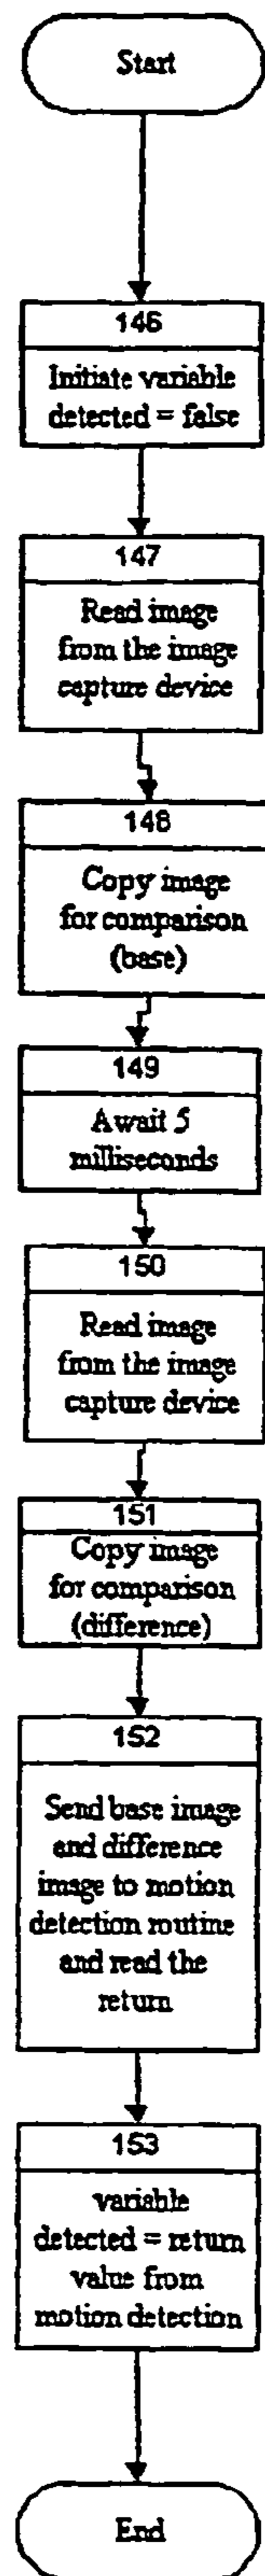 Start
146
Initiate variable
detected = false
147
Read image
from the image
capture device
148
Copy image
for comparison
(base)
149
Await 5
milliseconds
150
Read image
from the image
capture device
151
Copy image
for comparison
(difference)
152
Send base image
and difference
image to motion
detection routine
and read the
return
153
variable
detected = return
value from
motion detection
End